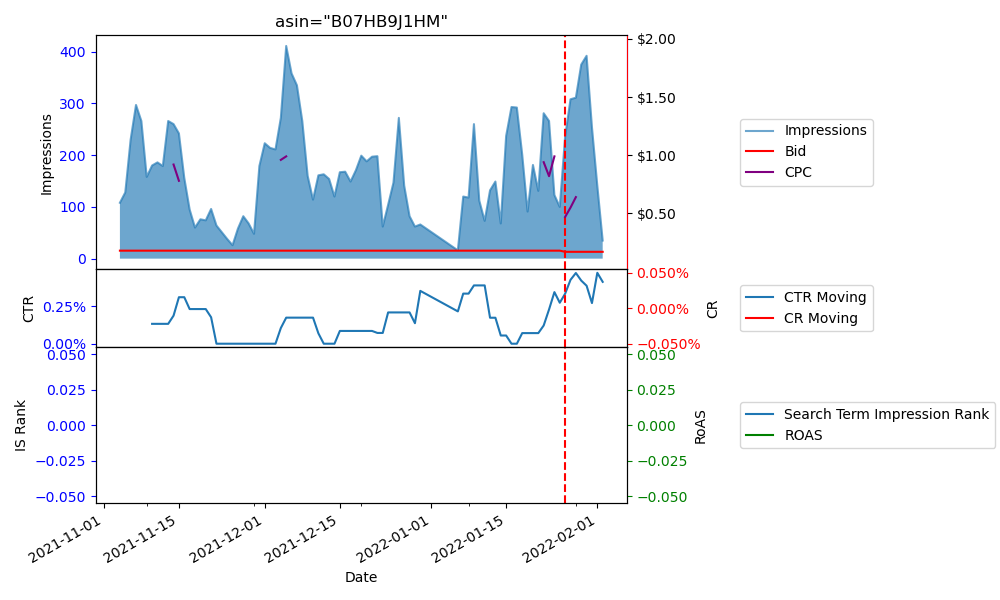 asin="B07HB9J1HM"
400
300
200
100
0
Impressions
$2.00
$1.50
$1.00
$0.50
Impressions
Bid
CPC
0.25%
0.00%
CTR
0.050%
0.000%
−0.050%
CR
CTR Moving
CR Moving
0.050
0.025
0.000
−0.025
−0.050
IS Rank
0.050
0.025
0.000
−0.025
−0.050
RoAS
Search Term Impression Rank
ROAS
2021-11-01
2021-11-15
2021-12-01
2021-12-15
2022-01-01
2022-01-15
2022-02-01
Date